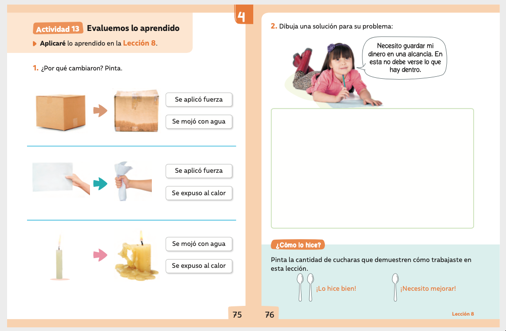 Actividad 13 Evaluemos lo aprendido
Aplicaré lo aprendido en la Lección 8.
1. ¿Por qué cambiaron? Pinta.
Se aplicó fuerza
Se mojó con agua
Se aplicó fuerza
Se expuso al calor
Se mojó con agua
Se expuso al calor
75
4
2. Dibuja una solución para su problema:
Necesito guardar mi
dinero en una alcancía. En
esta no debe verse lo que
hay dentro.
¿Cómo lo hice?
Pinta la cantidad de cucharas que demuestren cómo trabajaste en
esta lección.
¡Lo hice bien!
¡Necesito mejorar!
76
Lección 8